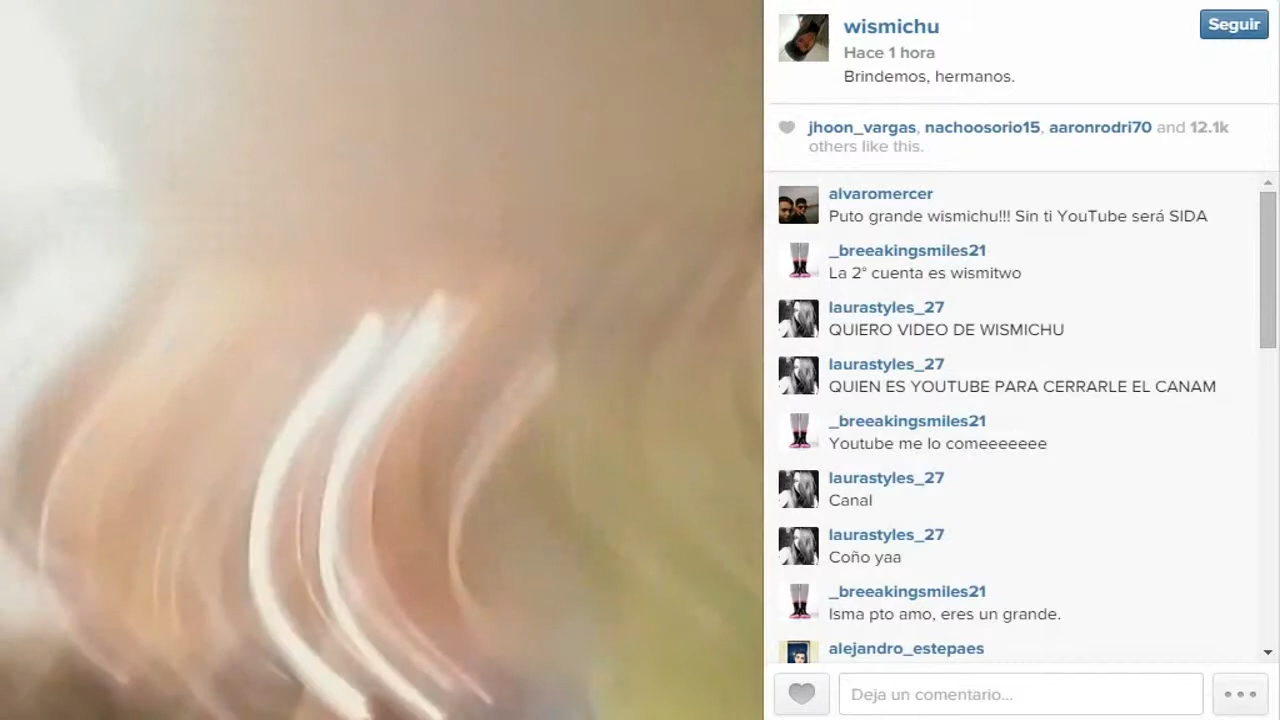 wismichu
Seguir
Hace 1 hora
Brindemos, hermanos.
jhoon_vargas, nachoosorio15, aaronrodri70 and 12.1k
others like this.
alvaromercer
Puto grande wismichu!!! Sin ti YouTube será SIDA
_breeakingsmiles21
La 2° cuenta es wismitwo
laurastyles_27
QUIERO VIDEO DE WISMICHU
laurastyles_27
QUIEN ES YOUTUBE PARA CERRARLE EL CANAM
_breeakingsmiles21
Youtube me lo comeeeeeee
laurastyles_27
Canal
laurastyles_27
Coño yaa
_breeakingsmiles21
Isma pto amo, eres un grande.
alejandro_estepaes
Deja un comentario...